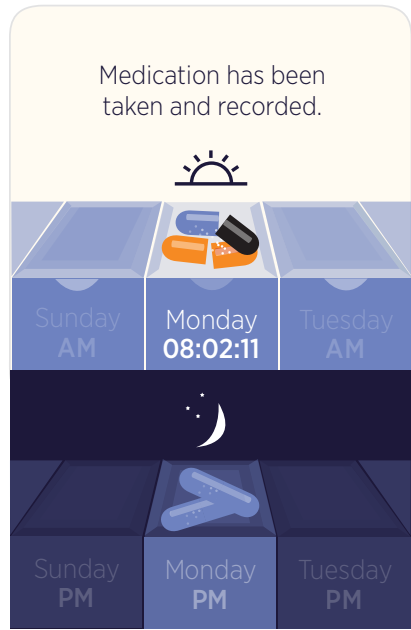 Medication has been
taken and recorded.
Sunday
AM
Monday
08:02:11
Tuesday
AM
Sunday
PM
Monday
PM
Tuesday
PM